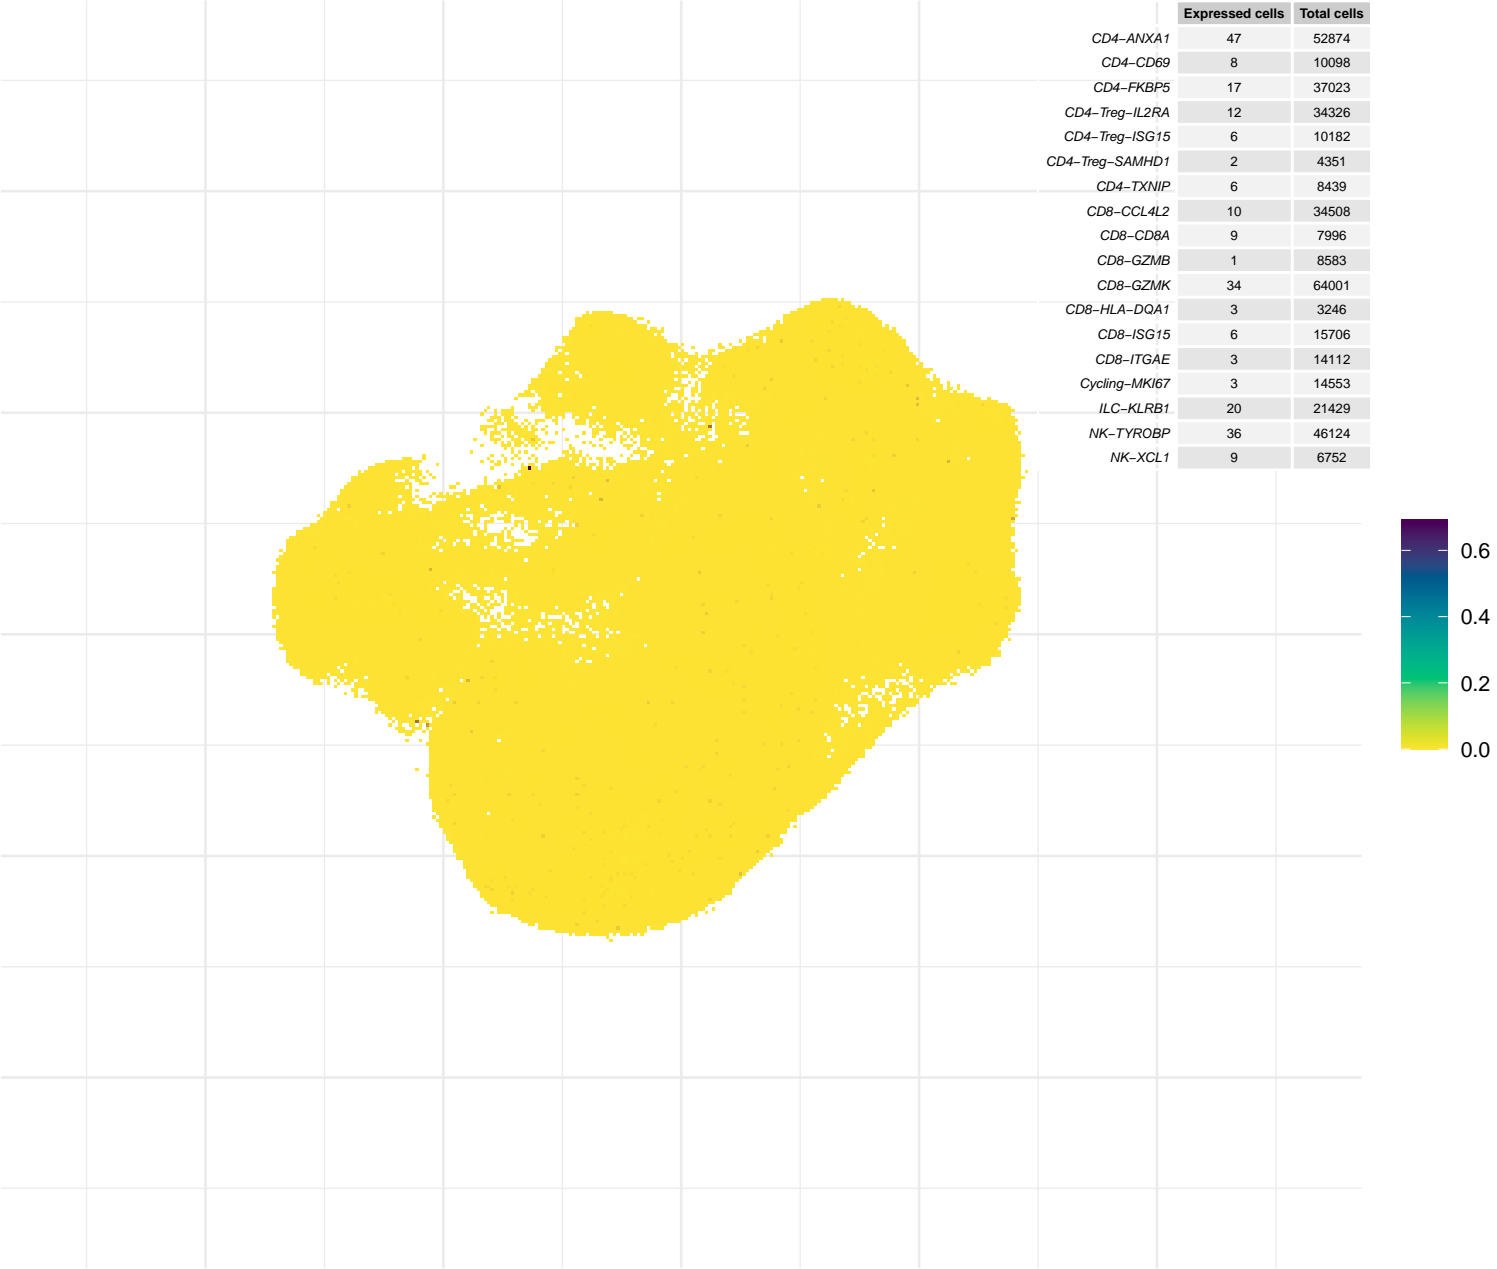 Expressed cells Total cells
CD4−ANXA1 47 52874
CD4−CD69 8 10098
CD4−FKBP5 17 37023
CD4−Treg−IL2RA 12 34326
CD4−Treg−ISG15 6 10182
CD4−Treg−SAMHD1 2 4351
CD4−TXNIP 6 8439
CD8−CCL4L2 10 34508
CD8−CD8A 9 7996
CD8−GZMB 1 8583
CD8−GZMK 34 64001
CD8−HLA−DQA1 3 3246
CD8−ISG15 6 15706
CD8−ITGAE 3 14112
Cycling−MKI67 3 14553
ILC−KLRB1 20 21429
NK−TYROBP 36 46124
NK−XCL1 9 6752
0.6
0.4
0.2
0.0